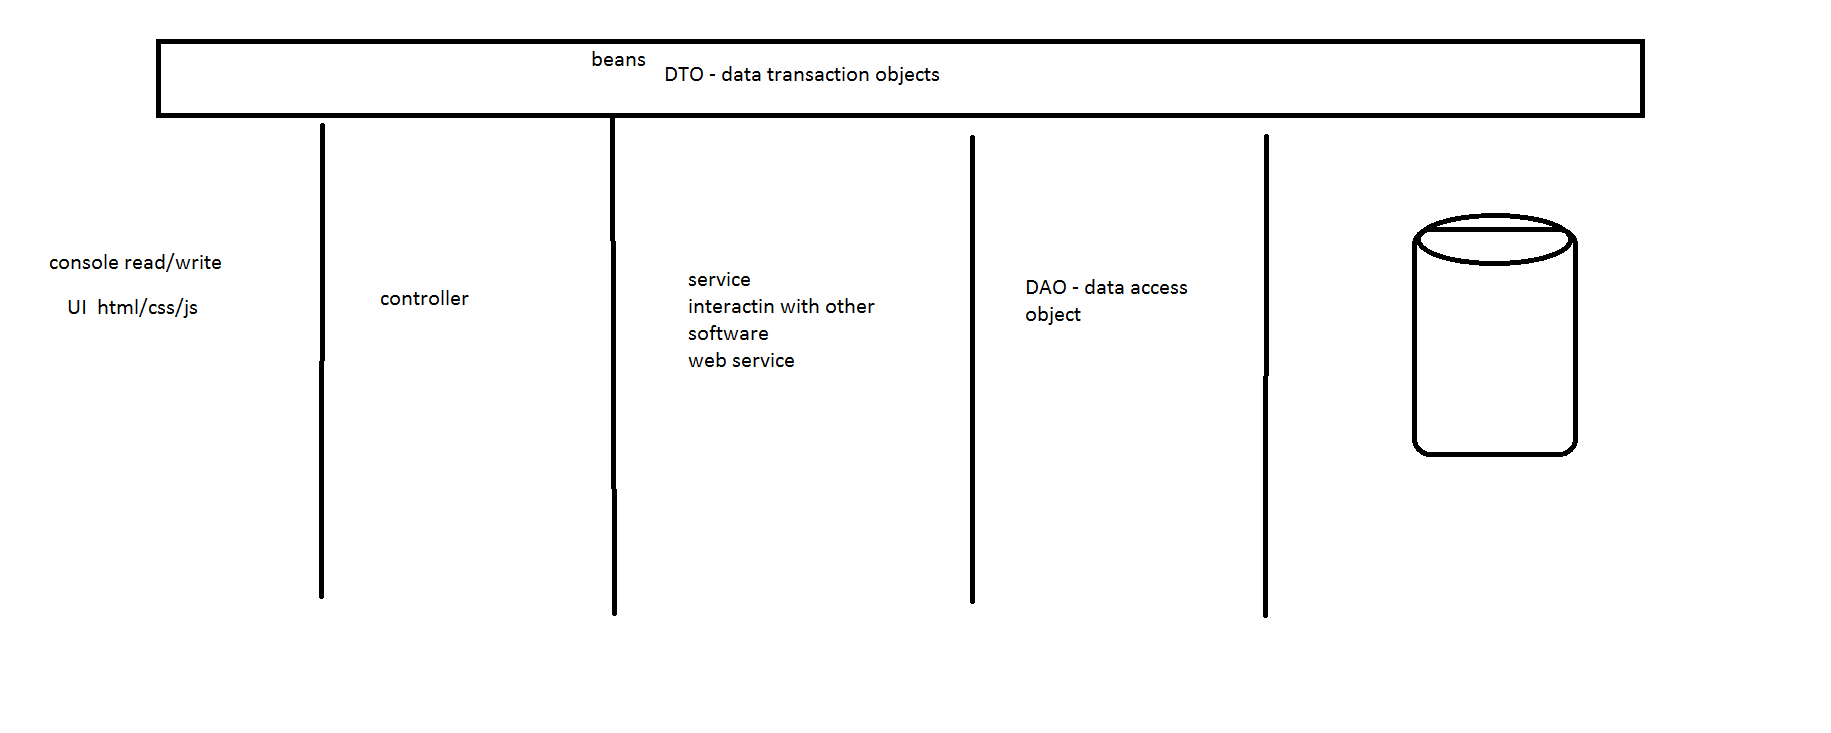 beans
DTO - data transaction objects
console read/write
UI  html/css/js
controller
service
interactin with other
software
web service
DAO - data access
object